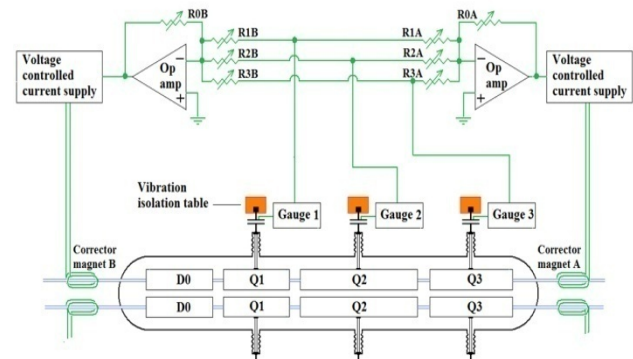 R0B
R0A
R1B
R1A
Voltage
controlled
current supply
R2B
R2A
Op
amp
R3B
R3A
Op
amp
Voltage
controlled
current supply
−
+
−
+
Vibration
isolation table
Gauge 1
Gauge 2
Gauge 3
Corrector
magnet B
Corrector
magnet A
D0
Q1
Q2
Q3
D0
Q1
Q2
Q3